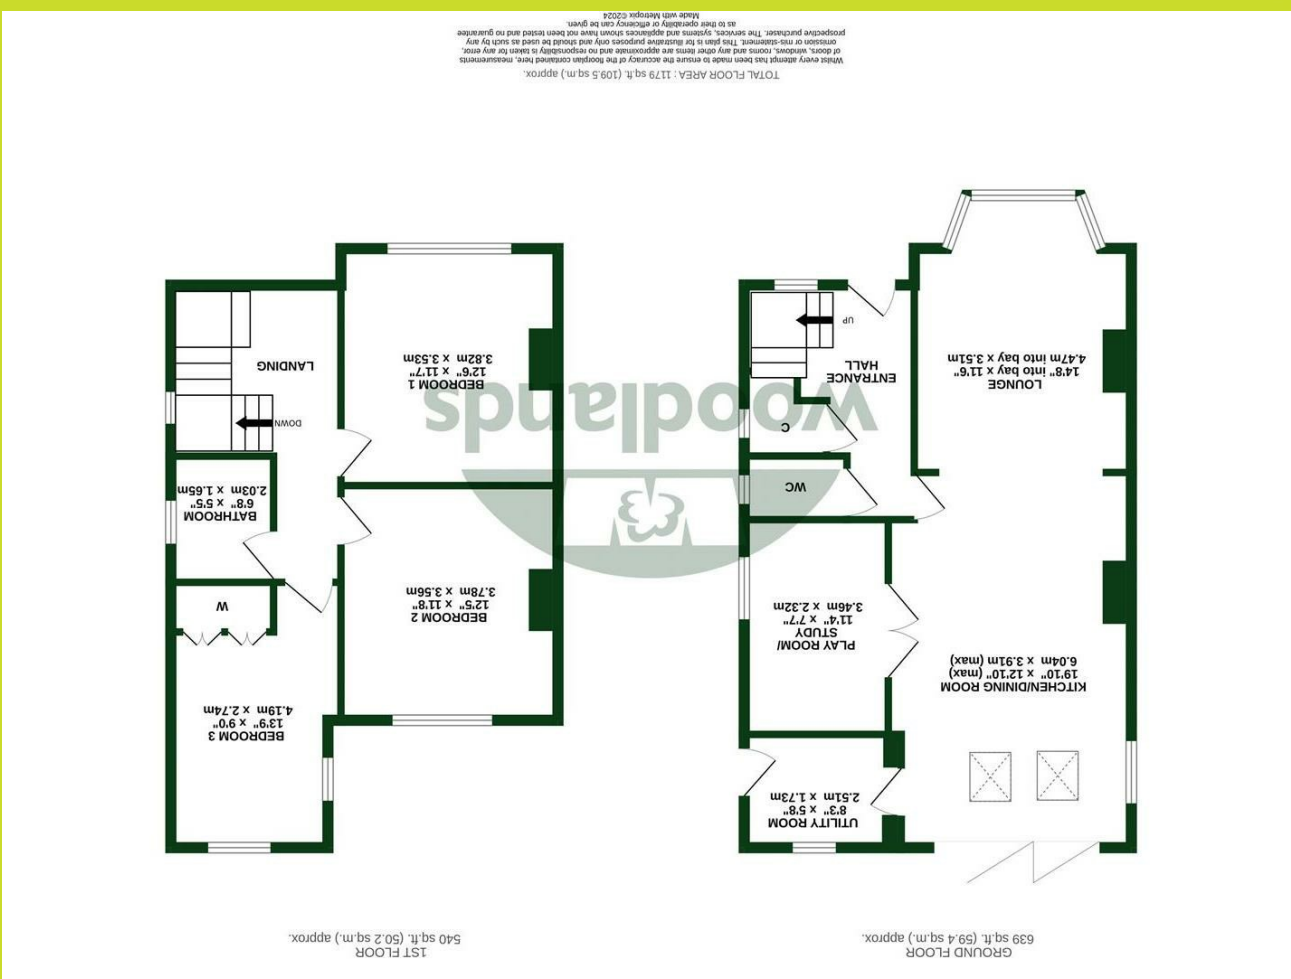 GROUND FLOOR
639 sq.ft. (59.4 sq.m.) approx.
1ST FLOOR
540 sq.ft. (50.2 sq.m.) approx.
UTILITY ROOM
8'3" x 5'8"
2.51m x 1.73m
KITCHEN/DINING ROOM
19'10" x 12'10" (max)
6.04m x 3.91m (max)
PLAY ROOM/
STUDY
11'4" x 7'7"
3.46m x 2.32m
WC
C
ENTRANCE
HALL
UP
LOUNGE
14'8" into bay x 11'6"
4.47m into bay x 3.51m
BEDROOM 3
13'9" x 9'0"
4.19m x 2.74m
W
BEDROOM 2
12'5" x 11'8"
3.78m x 3.56m
BATHROOM
6'8" x 5'5"
2.03m x 1.65m
DOWN
LANDING
BEDROOM 1
12'6" x 11'7"
3.82m x 3.53m
woodlands
TOTAL FLOOR AREA : 1179 sq.ft. (109.5 sq.m.) approx.
Whilst every attempt has been made to ensure the accuracy of the floorplan contained here, measurements
of doors, windows, rooms and any other items are approximate and no responsibility is taken for any error,
omission or mis-statement. This plan is for illustrative purposes only and should be used as such by any
prospective purchaser. The services, systems and appliances shown have not been tested and no guarantee
as to their operability or efficiency can be given.
Made with Metropix ©2024